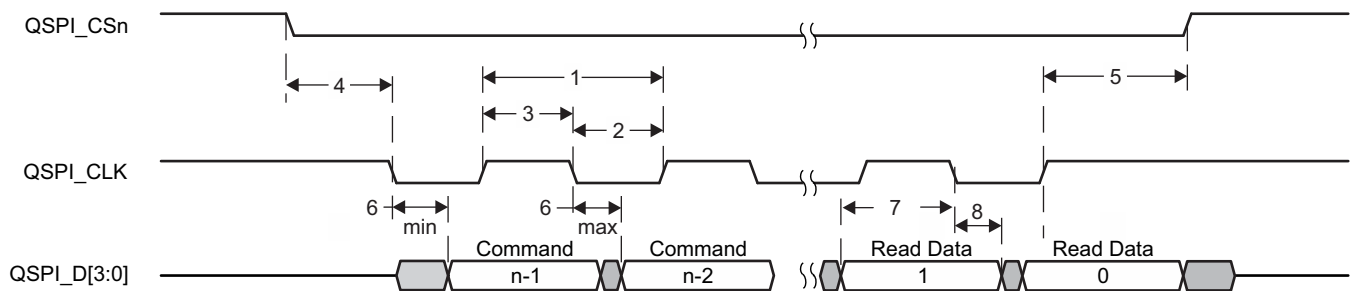 QSPI_CSn
4
1
5
3
2
QSPI_CLK
6
min
6
max
7
8
Command
Command
Read Data
Read Data
QSPI_D[3:0]
n-1
n-2
1
0